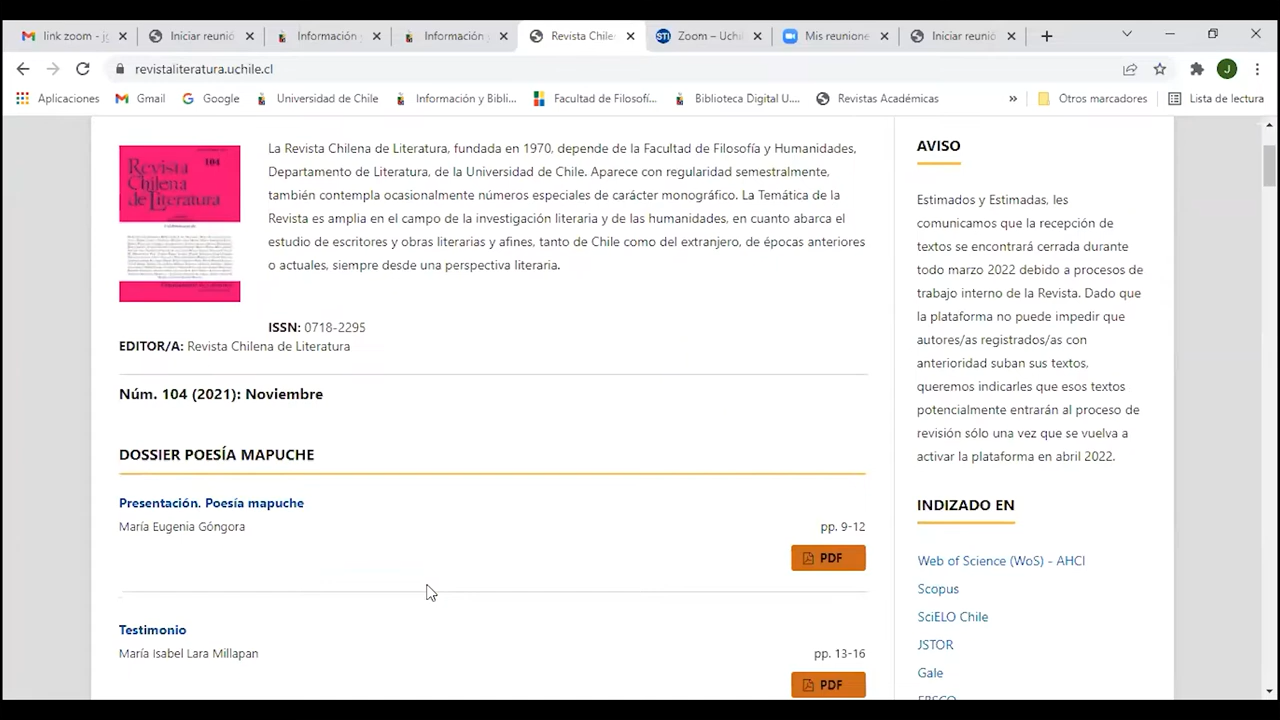 link zoom - jg
Iniciar reunió
Información
Información y
Revista Chile
STI
Zoom – Uchi
Mis reunione
Iniciar reunió
revistaliteratura.uchile.cl
J
Aplicaciones
Gmail
Google
Universidad de Chile
Información y Bibli...
Facultad de Filosofí...
Biblioteca Digital U....
Revistas Académicas
»
Otros marcadores
Lista de lectura
Revista 104
Chilena
de Literatura
La Revista Chilena de Literatura, fundada en 1970, depende de la Facultad de Filosofía y Humanidades,
Departamento de Literatura, de la Universidad de Chile. Aparece con regularidad semestralmente,
también contempla ocasionalmente números especiales de carácter monográfico. La Temática de la
Revista es amplia en el campo de la investigación literaria y de las humanidades, en cuanto abarca el
estudio de escritores y obras literarias y afines, tanto de Chile como del extranjero, de épocas anteriores
o actuales, desde una perspectiva literaria.
ISSN: 0718-2295
EDITOR/A: Revista Chilena de Literatura
Núm. 104 (2021): Noviembre
DOSSIER POESÍA MAPUCHE
Presentación. Poesía mapuche
María Eugenia Góngora
pp. 9-12
PDF
Testimonio
María Isabel Lara Millapan
pp. 13-16
PDF
AVISO
Estimados y Estimadas, les
comunicamos que la recepción de
textos se encontrará cerrada durante
todo marzo 2022 debido a procesos de
trabajo interno de la Revista. Dado que
la plataforma no puede impedir que
autores/as registrados/as con
anterioridad suban sus textos,
queremos indicarles que esos textos
potencialmente entrarán al proceso de
revisión sólo una vez que se vuelva a
activar la plataforma en abril 2022.
INDIZADO EN
Web of Science (WoS) - AHCI
Scopus
SciELO Chile
JSTOR
Gale
EBSCO